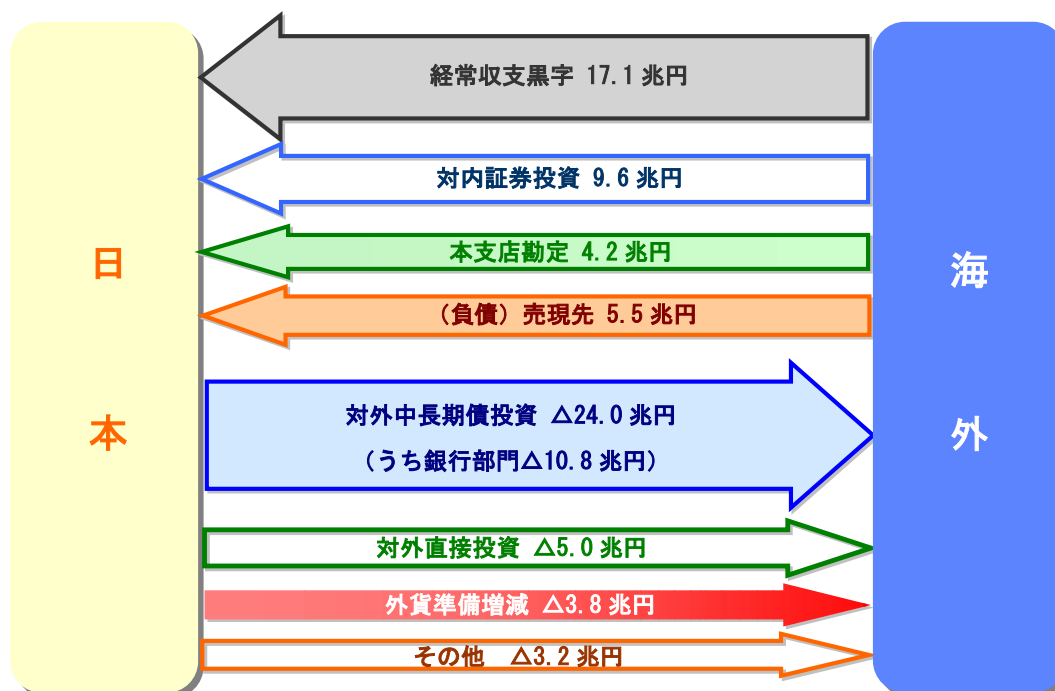 経常収支黒字 17.1 兆円
対内証券投資 9.6 兆円
本支店勘定 4.2 兆円
（負債）売現先 5.5 兆円
対外中長期債投資 △24.0 兆円
（うち銀行部門△10.8 兆円）
対外直接投資 △5.0 兆円
外貨準備増減 △3.8 兆円
その他 △3.2 兆円
日本
海外